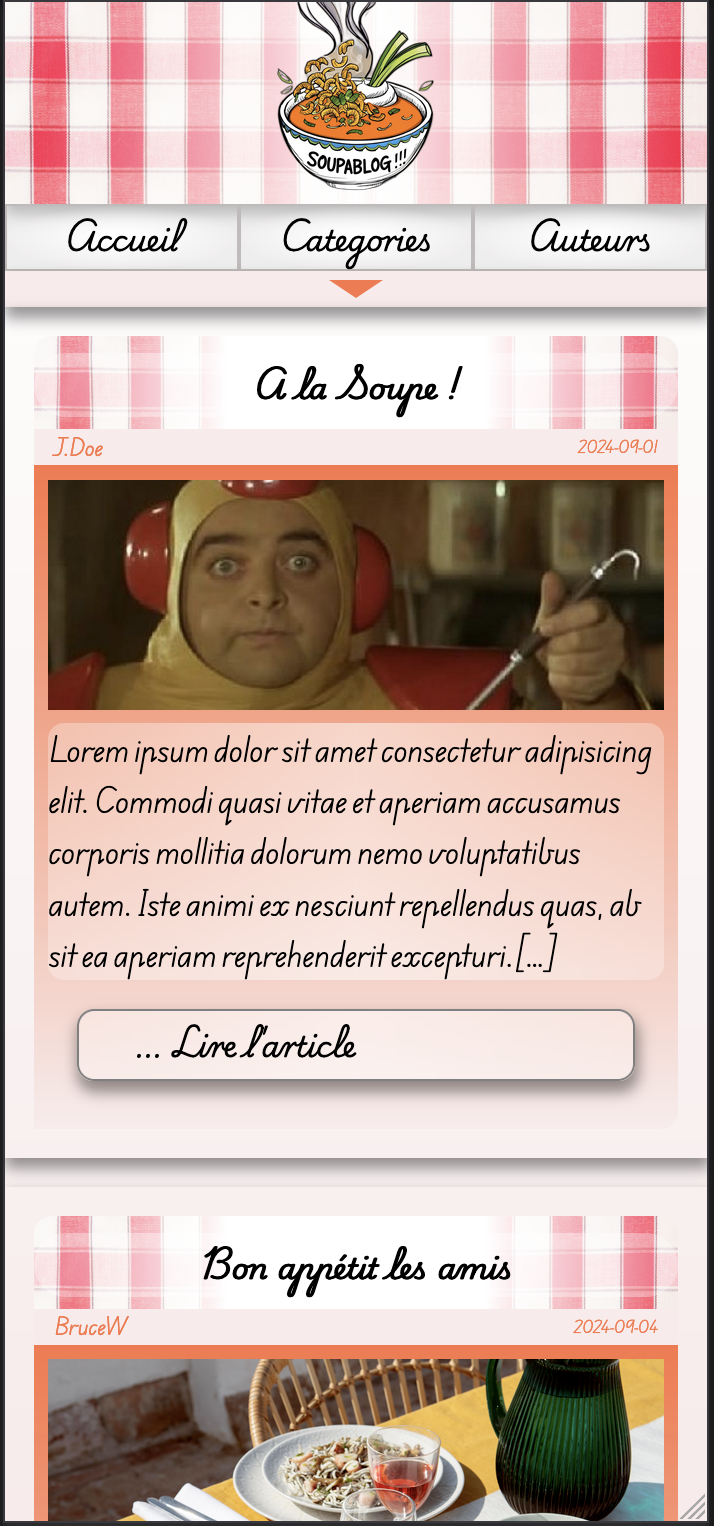 SOUPABLOG !!!
Accueil Categories Auteurs
A la Soupe !
J.Doe 2024-09-01
Lorem ipsum dolor sit amet consectetur adipisicing
elit. Commodi quasi vitae et aperiam accusamus
corporis mollitia dolorum nemo voluptatibus
autem. Iste animi ex nesciunt repellendus quas, ab
sit ea aperiam reprehenderit excepturi.[...]
... Lire l'article
Bon appétit les amis
BruceW 2024-09-04